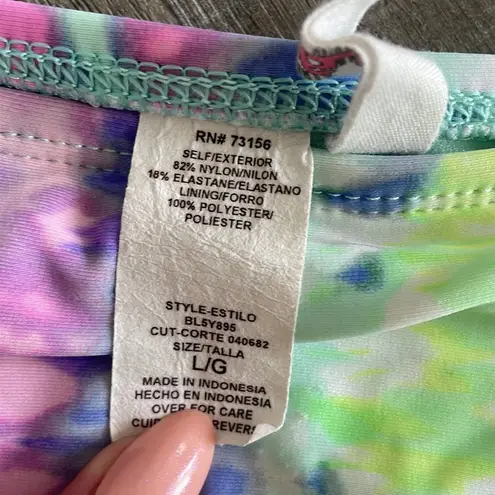 RN# 73156
SELF/EXTERIOR
82% NYLON/NILON
18% ELASTANE/ELASTANO
LINING/FORRO
100% POLYESTER/
POLIESTER
STYLE-ESTILO
BL5Y895
CUT-CORTE 040682
SIZE/TALLA
L/G
MADE IN INDONESIA
HECHO EN INDONESIA
OVER FOR CARE